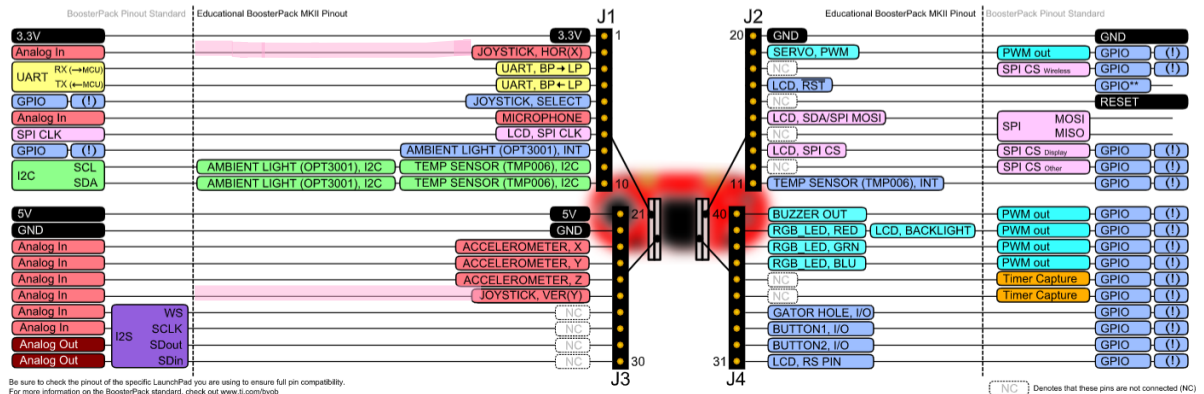 BoosterPack Pinout Standard Educational BoosterPack MKII Pinout J1 J2 Educational BoosterPack MKII Pinout BoosterPack Pinout Standard
3.3V 3.3V 1 20 GND GND
Analog In JOYSTICK, HOR(X) SERVO, PWM PWM out GPIO (!)
UART RX (→MCU) UART, BP→LP NC SPI CS Wireless GPIO (!)
TX (←MCU) UART, BP←LP LCD, RST GPIO**
GPIO (!) JOYSTICK, SELECT NC RESET
Analog In MICROPHONE LCD, SDA/SPI MOSI SPI MOSI
SPI CLK LCD, SPI CLK NC MISO
GPIO (!) AMBIENT LIGHT (OPT3001), INT LCD, SPI CS SPI CS Display GPIO (!)
I2C SCL AMBIENT LIGHT (OPT3001), I2C TEMP SENSOR (TMP006), I2C NC SPI CS Other GPIO (!)
SDA AMBIENT LIGHT (OPT3001), I2C TEMP SENSOR (TMP006), I2C 10 11 TEMP SENSOR (TMP006), INT GPIO (!)
5V 5V 21 40 BUZZER OUT PWM out GPIO (!)
GND GND RGB_LED, RED LCD, BACKLIGHT PWM out GPIO (!)
Analog In ACCELEROMETER, X RGB_LED, GRN PWM out GPIO (!)
Analog In ACCELEROMETER, Y RGB_LED, BLU PWM out GPIO (!)
Analog In ACCELEROMETER, Z NC Timer Capture GPIO (!)
Analog In JOYSTICK, VER(Y) NC Timer Capture GPIO (!)
Analog In I2S WS NC GATOR HOLE, I/O GPIO (!)
Analog In SCLK NC BUTTON1, I/O GPIO (!)
Analog Out SDout NC BUTTON2, I/O GPIO (!)
Analog Out SDin NC 30 31 LCD, RS PIN GPIO (!)
J3 J4
Be sure to check the pinout of the specific LaunchPad you are using to ensure full pin compatibility.
For more information on the BoosterPack standard, check out www.ti.com/byob
NC Denotes that these pins are not connected (NC)